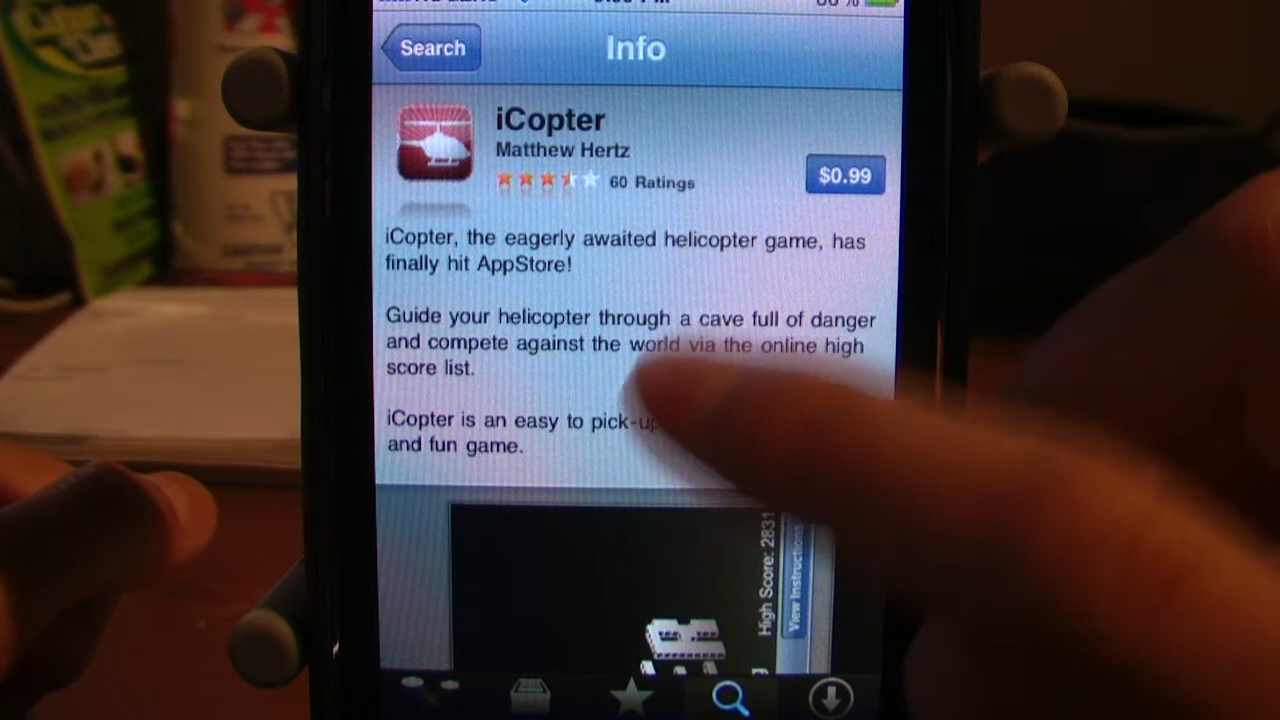 Search
Info
iCopter
Matthew Hertz
60 Ratings
$0.99
iCopter, the eagerly awaited helicopter game, has
finally hit AppStore!
Guide your helicopter through a cave full of danger
and compete against the world via the online high
score list.
iCopter is an easy to pick-up
and fun game.
High Score: 2831
View Instructions